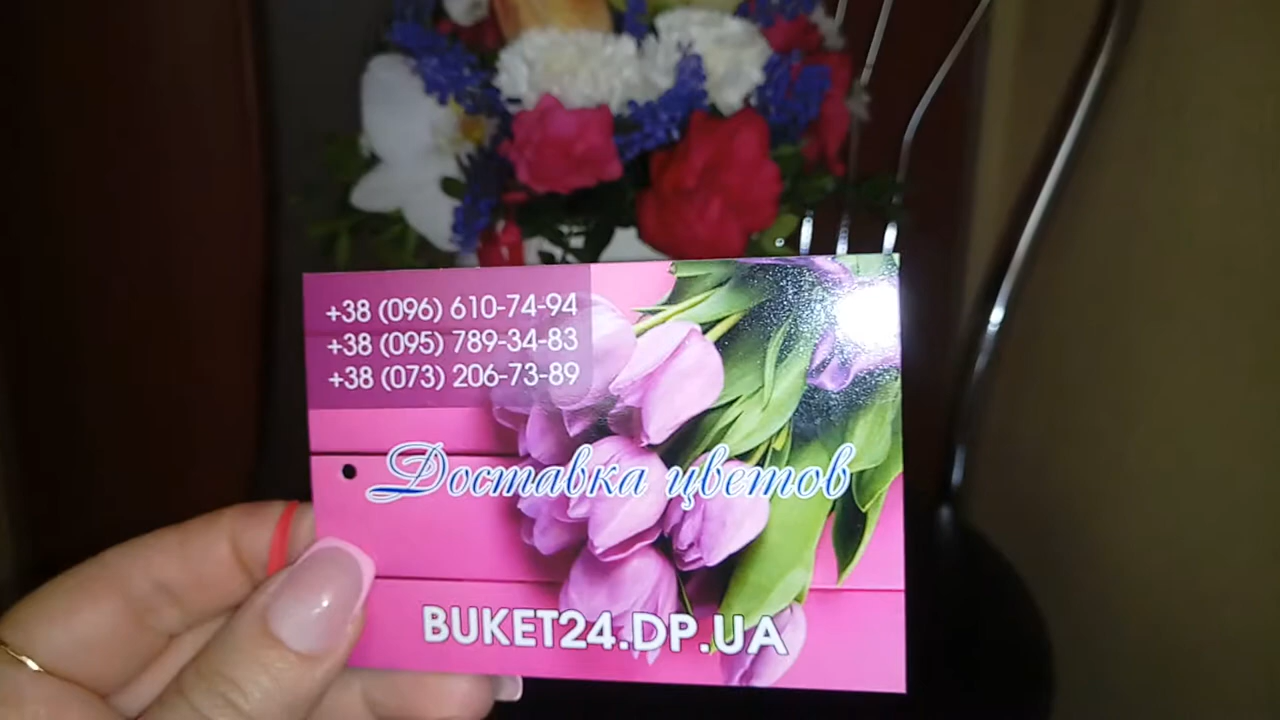 +38 (096) 610-74-94
+38 (095) 789-34-83
+38 (073) 206-73-89
Доставка цветов
BUKET24.DP.UA